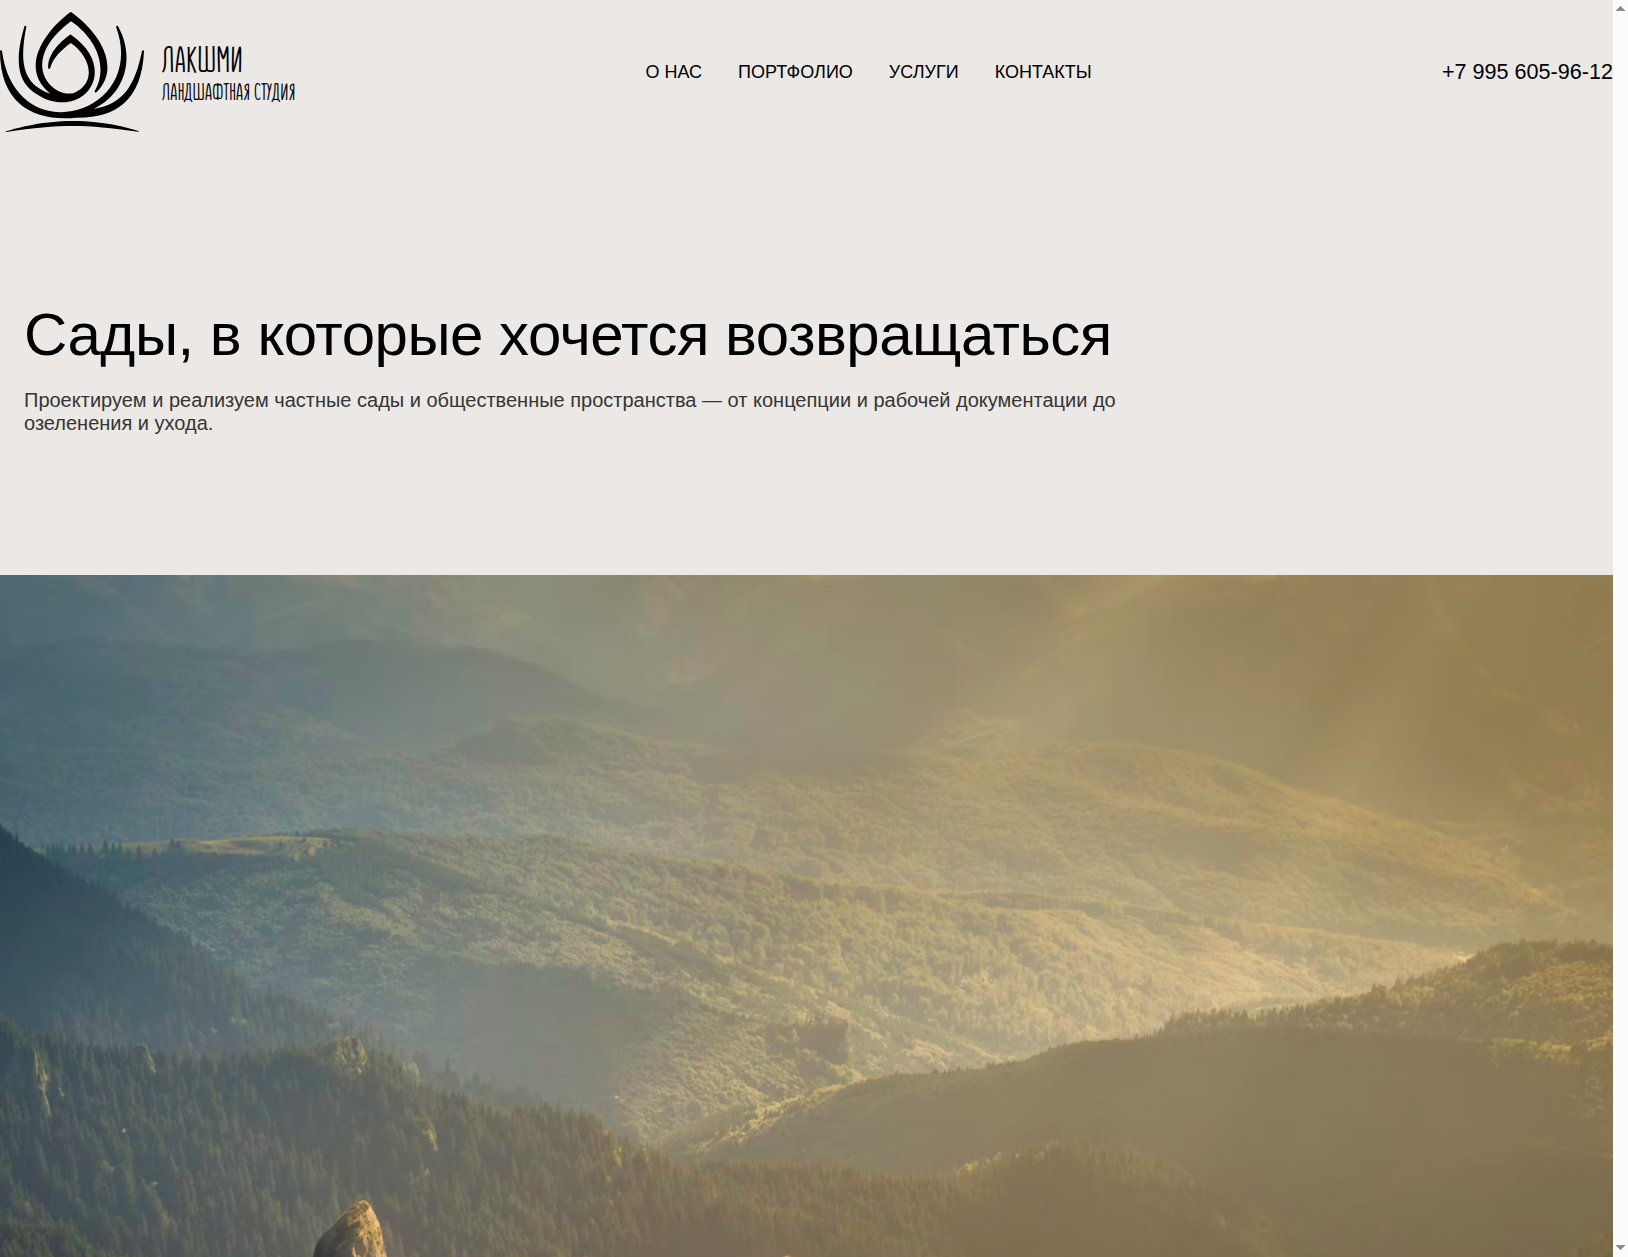 ЛАКШМИ
ЛАНДШАФТНАЯ СТУДИЯ
О НАС
ПОРТФОЛИО
УСЛУГИ
КОНТАКТЫ
+7 995 605-96-12
Сады, в которые хочется возвращаться
Проектируем и реализуем частные сады и общественные пространства — от концепции и рабочей документации до
озеленения и ухода.